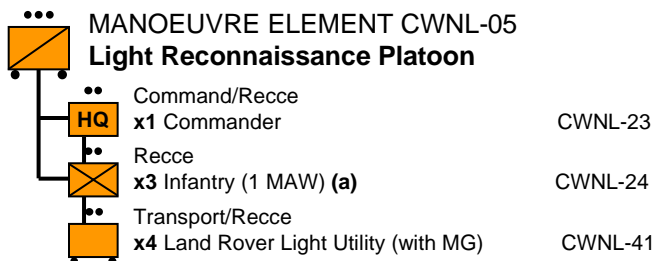 MANOEUVRE ELEMENT CWNL-05
Light Reconnaissance Platoon
Command/Recce
HQ x1 Commander CWNL-23
Recce
x3 Infantry (1 MAW) (a) CWNL-24
Transport/Recce
x4 Land Rover Light Utility (with MG) CWNL-41